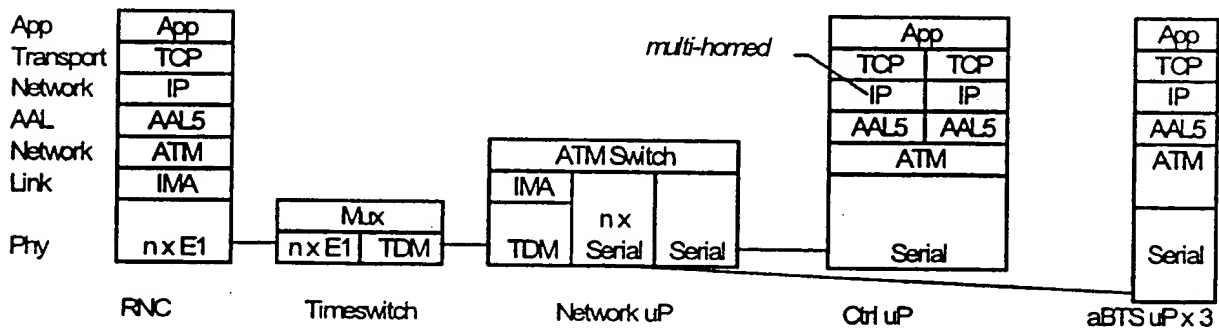 App App App App
Transport TCP multi-homed TCP TCP TCP
Network IP IP IP IP
AAL AAL5 AAL5 AAL5 AAL5
Network ATM ATM Switch ATM ATM
Link IMA IMA
Mux n x
Phy n x E1 n x E1 TDM TDM Serial Serial Serial Serial
RNC Timeswitch Network uP Ctrl uP aBTS uP x 3